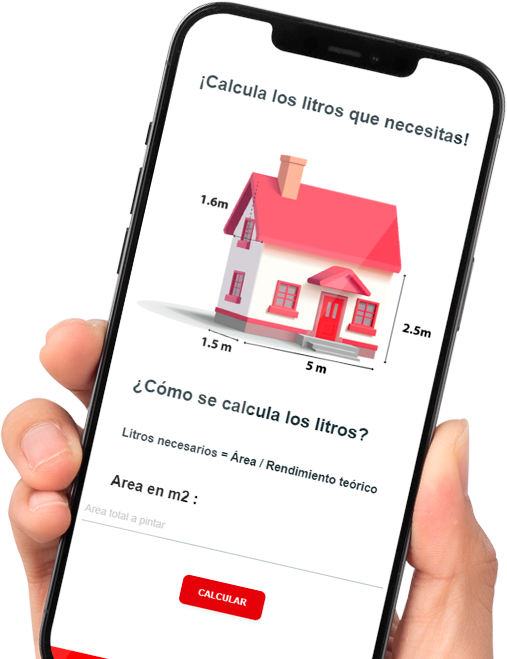 ¡Calcula los litros que necesitas!
1.6m
2.5m
1.5 m
5 m
¿Cómo se calcula los litros?
Litros necesarios = Área / Rendimiento teórico
Area en m2 :
Area total a pintar
CALCULAR